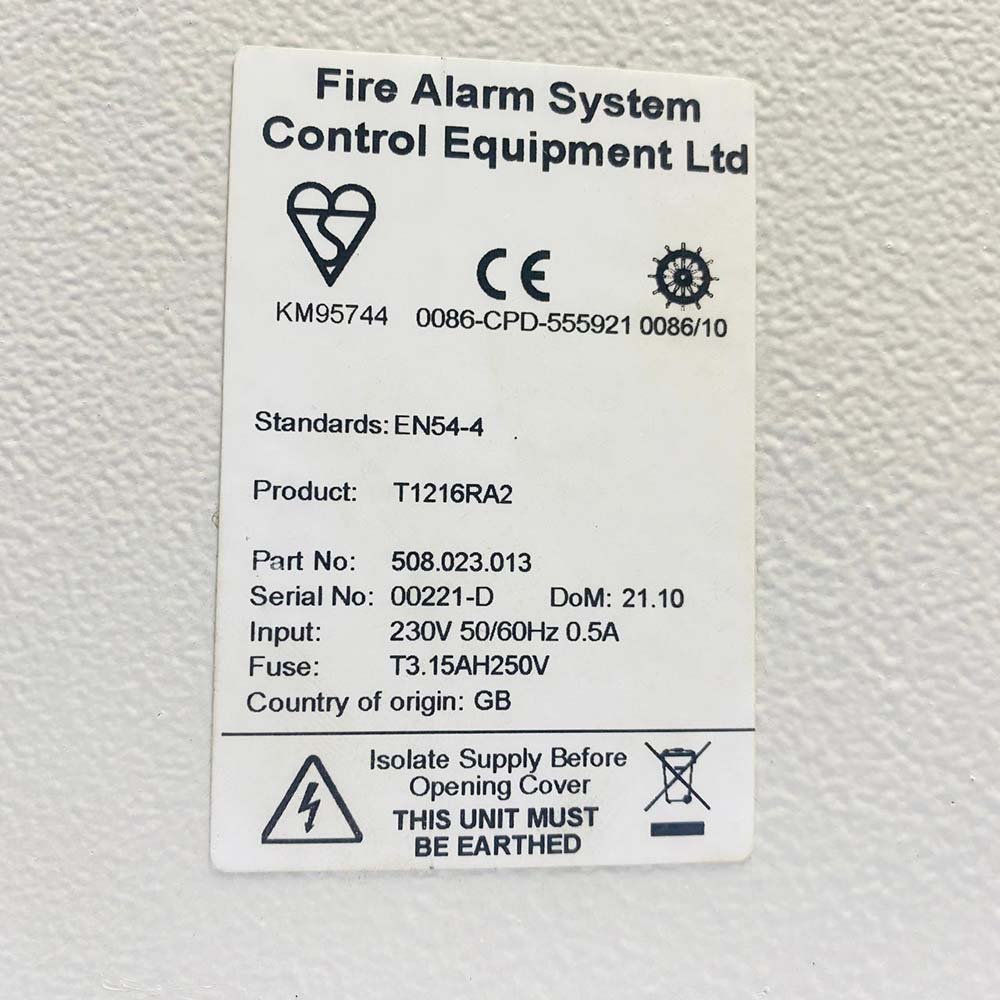 Fire Alarm System
Control Equipment Ltd
CE
KM95744 0086-CPD-555921 0086/10
Standards: EN54-4
Product: T1216RA2
Part No: 508.023.013
Serial No: 00221-D DoM: 21.10
Input: 230V 50/60Hz 0.5A
Fuse: T3.15AH250V
Country of origin: GB
Isolate Supply Before
Opening Cover
THIS UNIT MUST
BE EARTHED